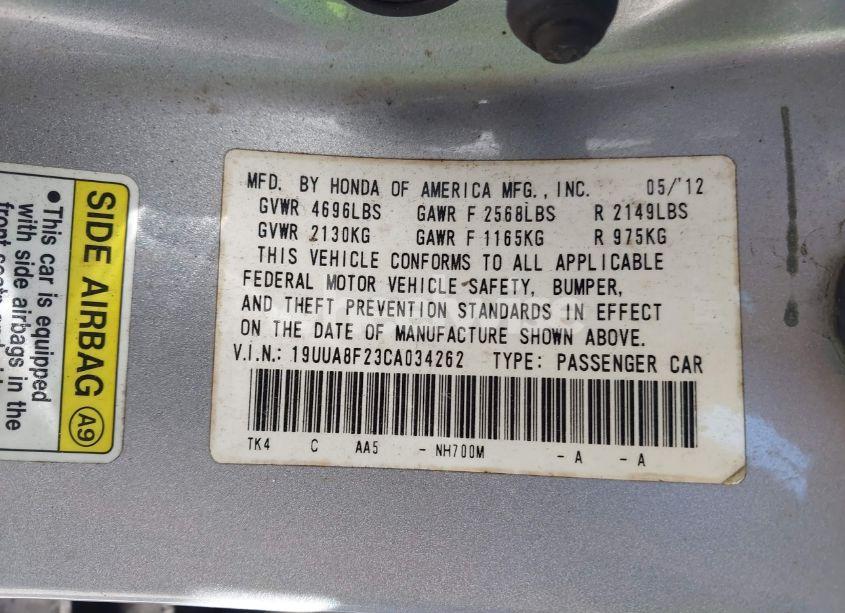 MFD. BY HONDA OF AMERICA MFG., INC. 05/'12
GVWR 4696LBS GAWR F 2568LBS R 2149LBS
GVWR 2130KG GAWR F 1165KG R 975KG
THIS VEHICLE CONFORMS TO ALL APPLICABLE
FEDERAL MOTOR VEHICLE SAFETY, BUMPER,
AND THEFT PREVENTION STANDARDS IN EFFECT
ON THE DATE OF MANUFACTURE SHOWN ABOVE.
V.I.N.: 19UUA8F23CA034262 TYPE: PASSENGER CAR
TK4 C AA5 - NH700M - A - A
SIDE AIRBAG A9
•This car is equipped
with side airbags in the